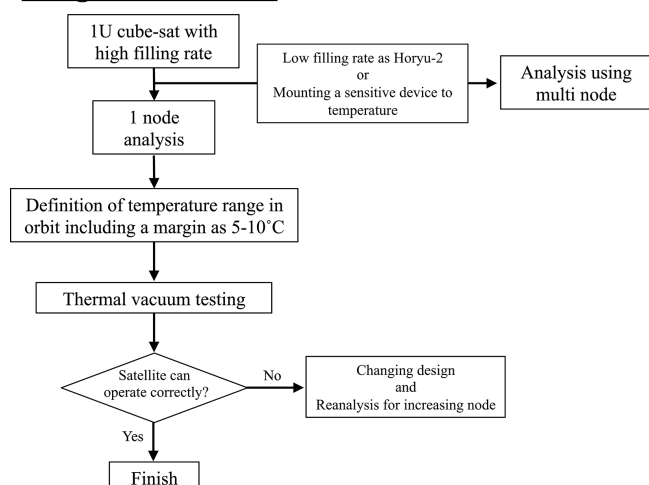 1U cube-sat with
high filling rate
Low filling rate as Horyu-2
or
Mounting a sensitive device to
temperature
Analysis using
multi node
1 node
analysis
Definition of temperature range in
orbit including a margin as 5-10˚C
Thermal vacuum testing
Satellite can
operate correctly?
No
Changing design
and
Reanalysis for increasing node
Yes
Finish